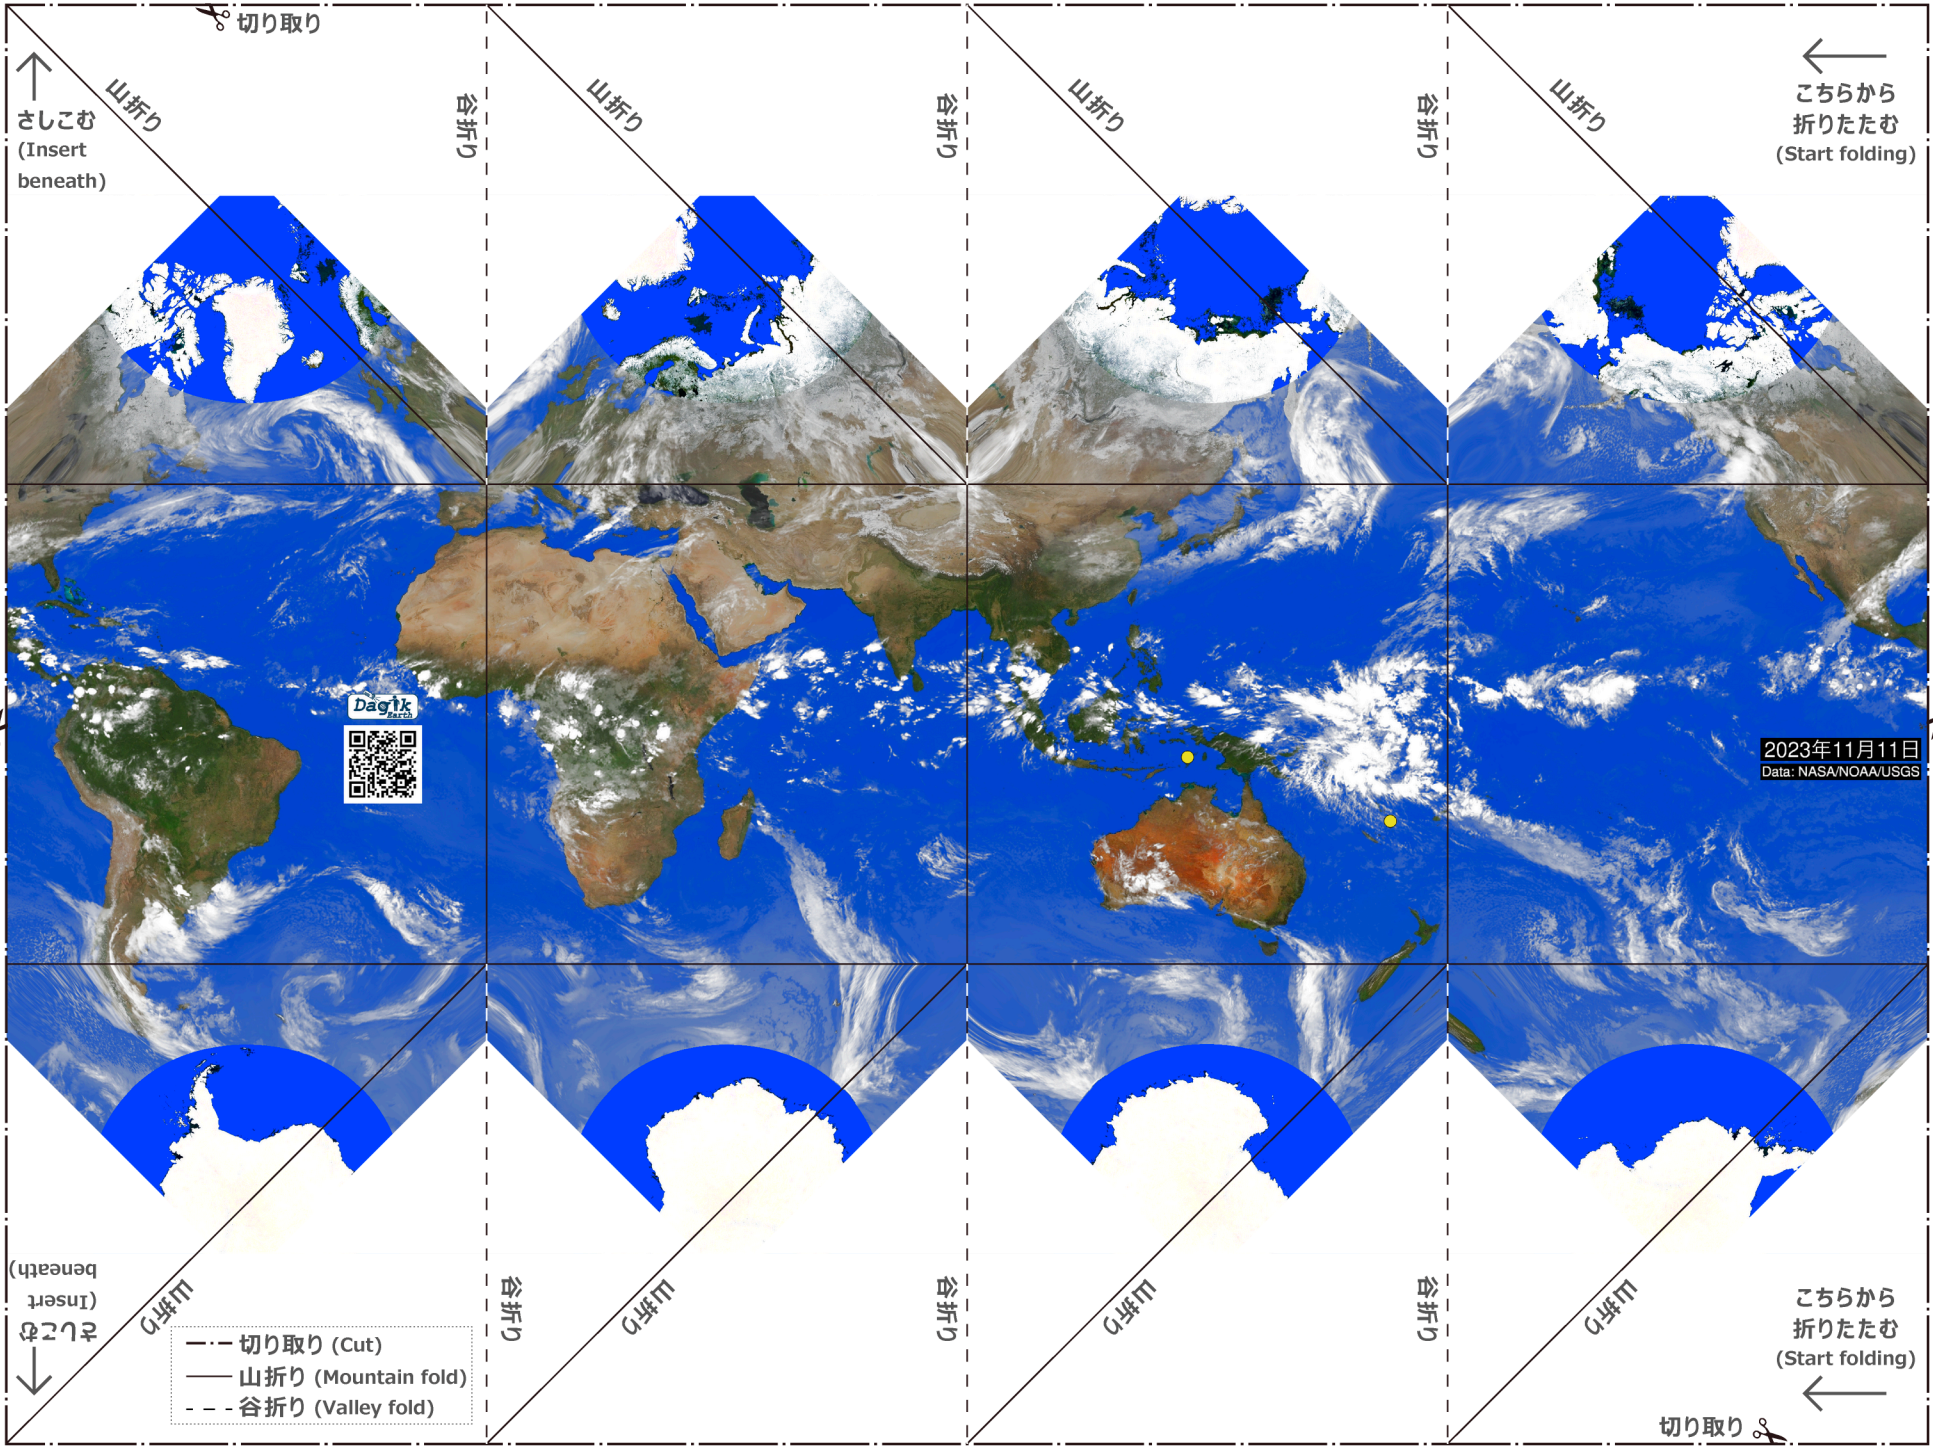 切り取り
さしこむ
(Insert
beneath)
山折り
谷折り
山折り
谷折り
山折り
谷折り
山折り
こちらから
折りたたむ
(Start folding)
Dagik
Earth
2023年11月11日
Data: NASA/NOAA/USGS
さしこむ
(Insert
beneath)
山折り
谷折り
山折り
谷折り
山折り
谷折り
山折り
こちらから
折りたたむ
(Start folding)
切り取り (Cut)
山折り (Mountain fold)
谷折り (Valley fold)
切り取り